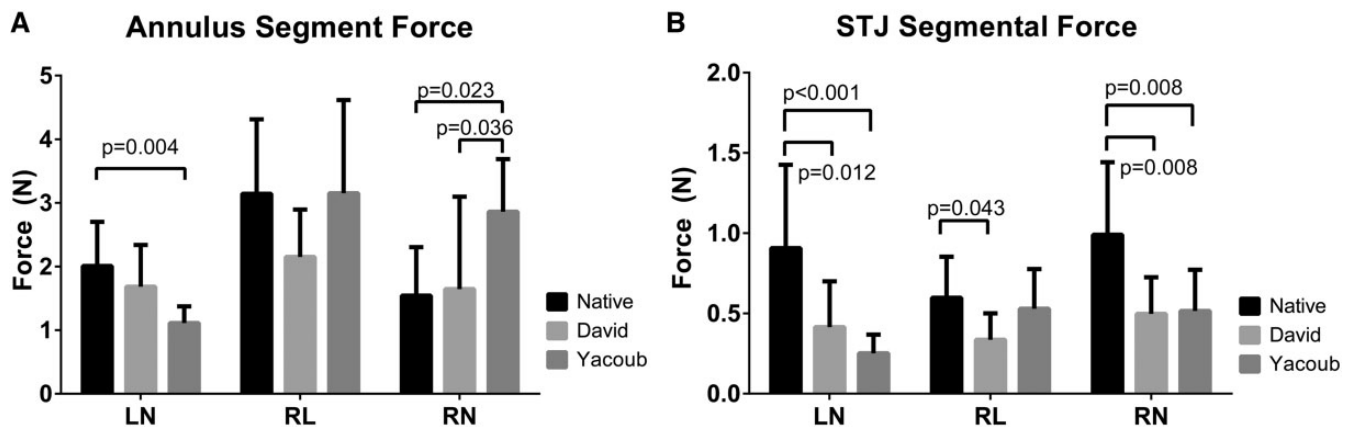 A
Annulus Segment Force
Force (N)
5
4
3
2
1
0
p=0.004
p=0.023
p=0.036
LN
RL
RN
Native
David
Yacoub
B
STJ Segmental Force
Force (N)
2.0
1.5
1.0
0.5
0.0
p<0.001
p=0.012
p=0.043
p=0.008
p=0.008
LN
RL
RN
Native
David
Yacoub